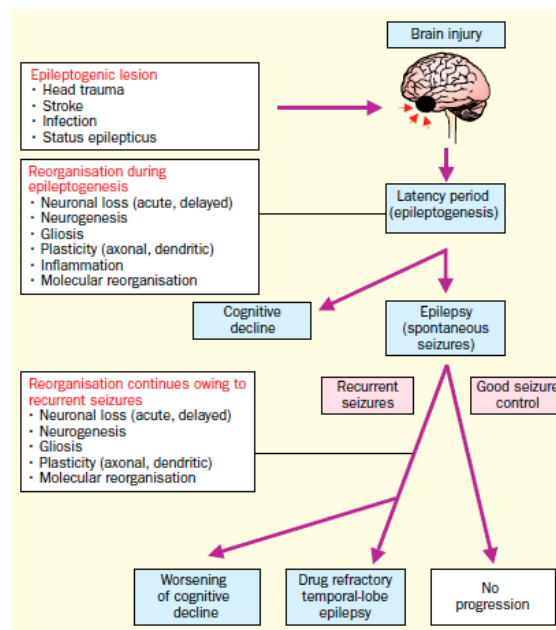 Brain injury
Epileptogenic lesion
· Head trauma
· Stroke
· Infection
· Status epilepticus
Reorganisation during
epileptogenesis
· Neuronal loss (acute, delayed)
· Neurogenesis
· Gliosis
· Plasticity (axonal, dendritic)
· Inflammation
· Molecular reorganisation
Latency period
(epileptogenesis)
Cognitive
decline
Epilepsy
(spontaneous
seizures)
Reorganisation continues owing to
recurrent seizures
· Neuronal loss (acute, delayed)
· Neurogenesis
· Gliosis
· Plasticity (axonal, dendritic)
· Molecular reorganisation
Recurrent
seizures
Good seizure
control
Worsening
of cognitive
decline
Drug refractory
temporal-lobe
epilepsy
No
progression